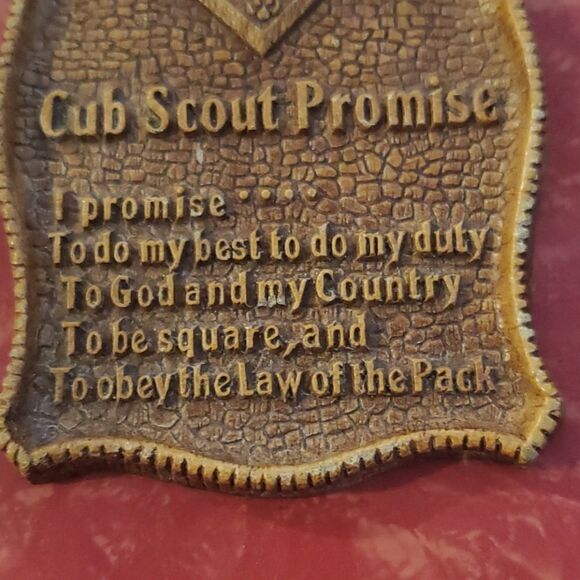 Cub Scout Promise
I promise ····
To do my best to do my duty
To God and my Country
To be square, and
To obey the Law of the Pack